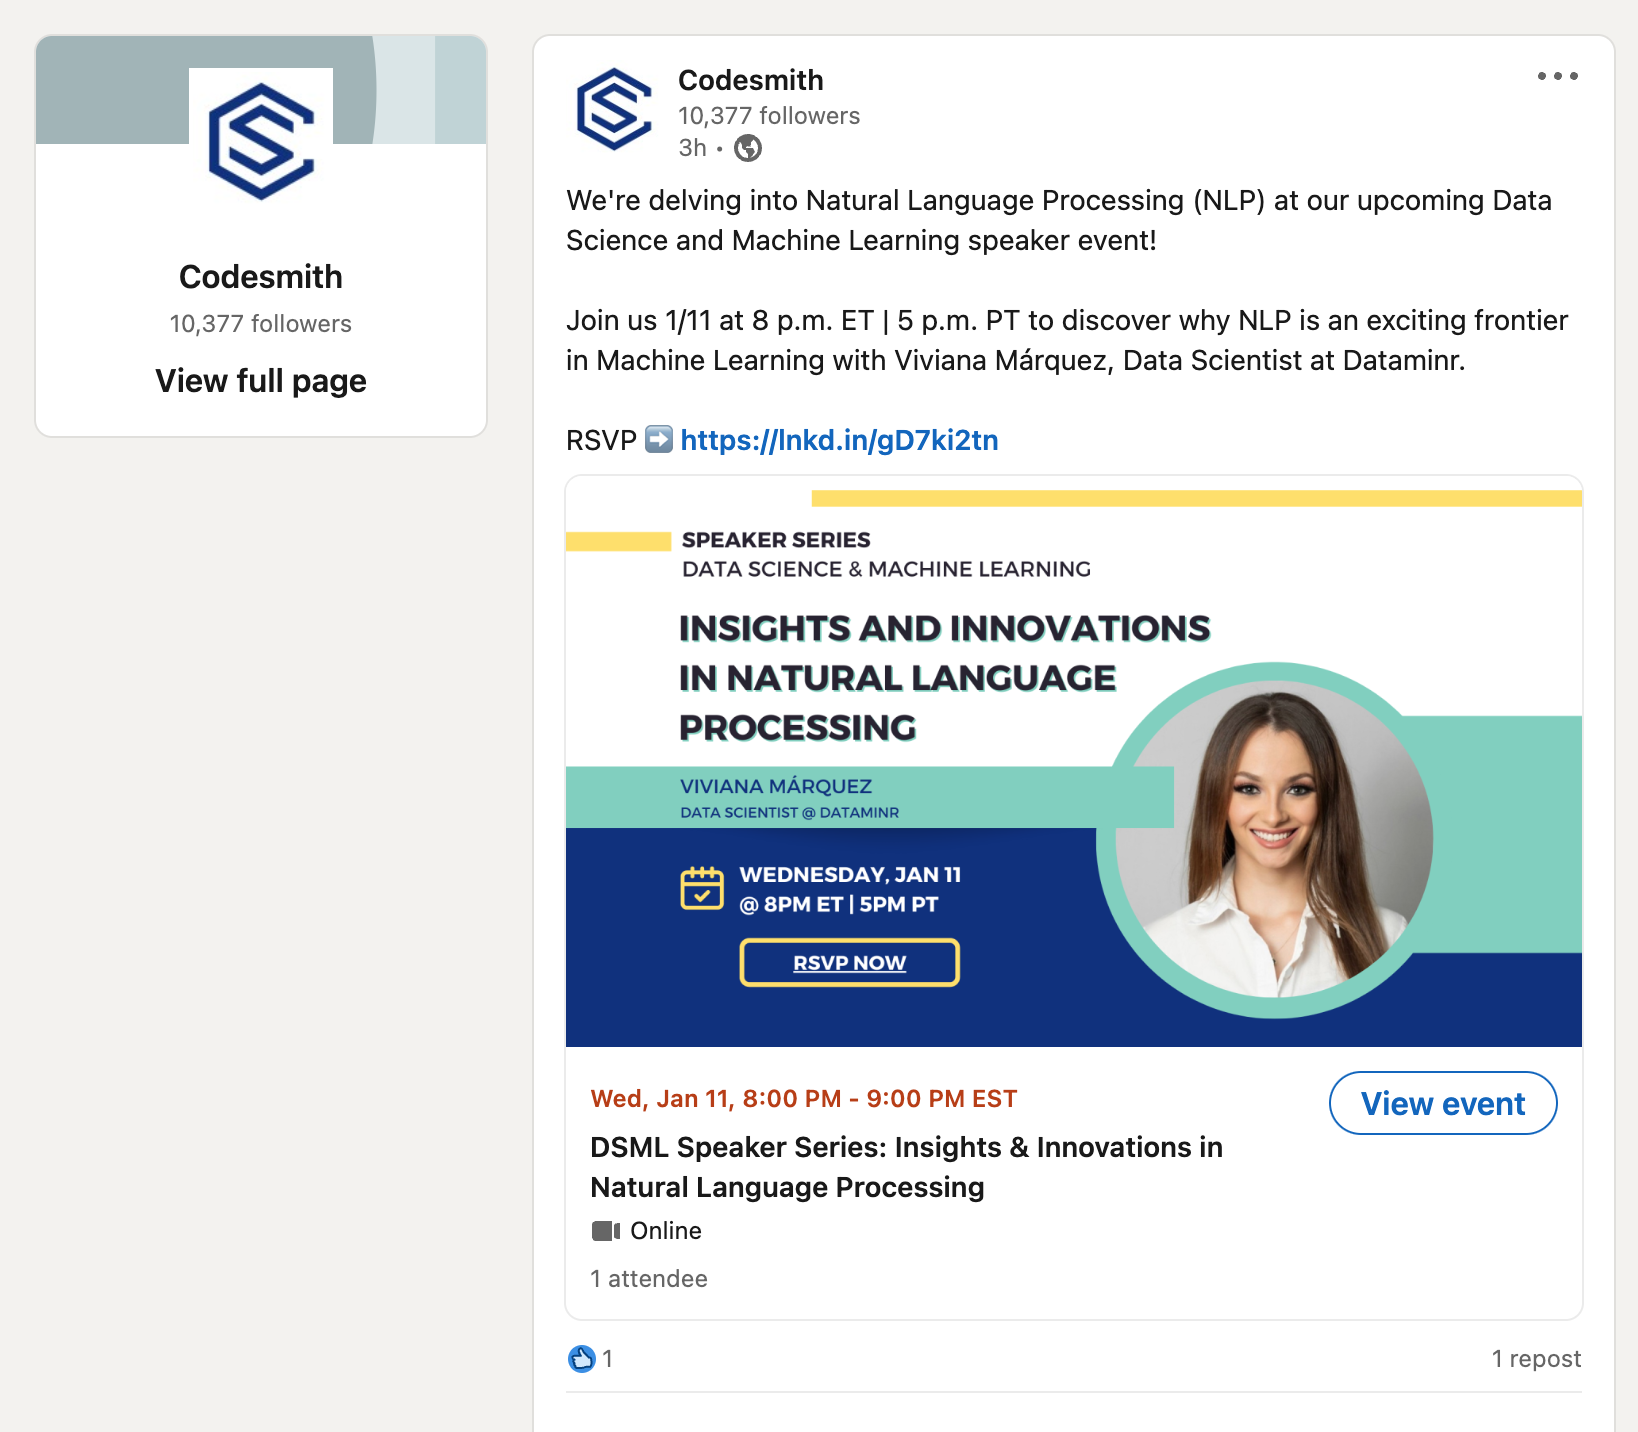 Codesmith
10,377 followers
View full page
Codesmith
10,377 followers
3h •
We're delving into Natural Language Processing (NLP) at our upcoming Data
Science and Machine Learning speaker event!
Join us 1/11 at 8 p.m. ET | 5 p.m. PT to discover why NLP is an exciting frontier
in Machine Learning with Viviana Márquez, Data Scientist at Dataminr.
RSVP ➡️ https://lnkd.in/gD7ki2tn
SPEAKER SERIES
DATA SCIENCE & MACHINE LEARNING
INSIGHTS AND INNOVATIONS
IN NATURAL LANGUAGE
PROCESSING
VIVIANA MÁRQUEZ
DATA SCIENTIST @ DATAMINR
WEDNESDAY, JAN 11
@ 8PM ET | 5PM PT
RSVP NOW
Wed, Jan 11, 8:00 PM - 9:00 PM EST
View event
DSML Speaker Series: Insights & Innovations in
Natural Language Processing
Online
1 attendee
1
1 repost